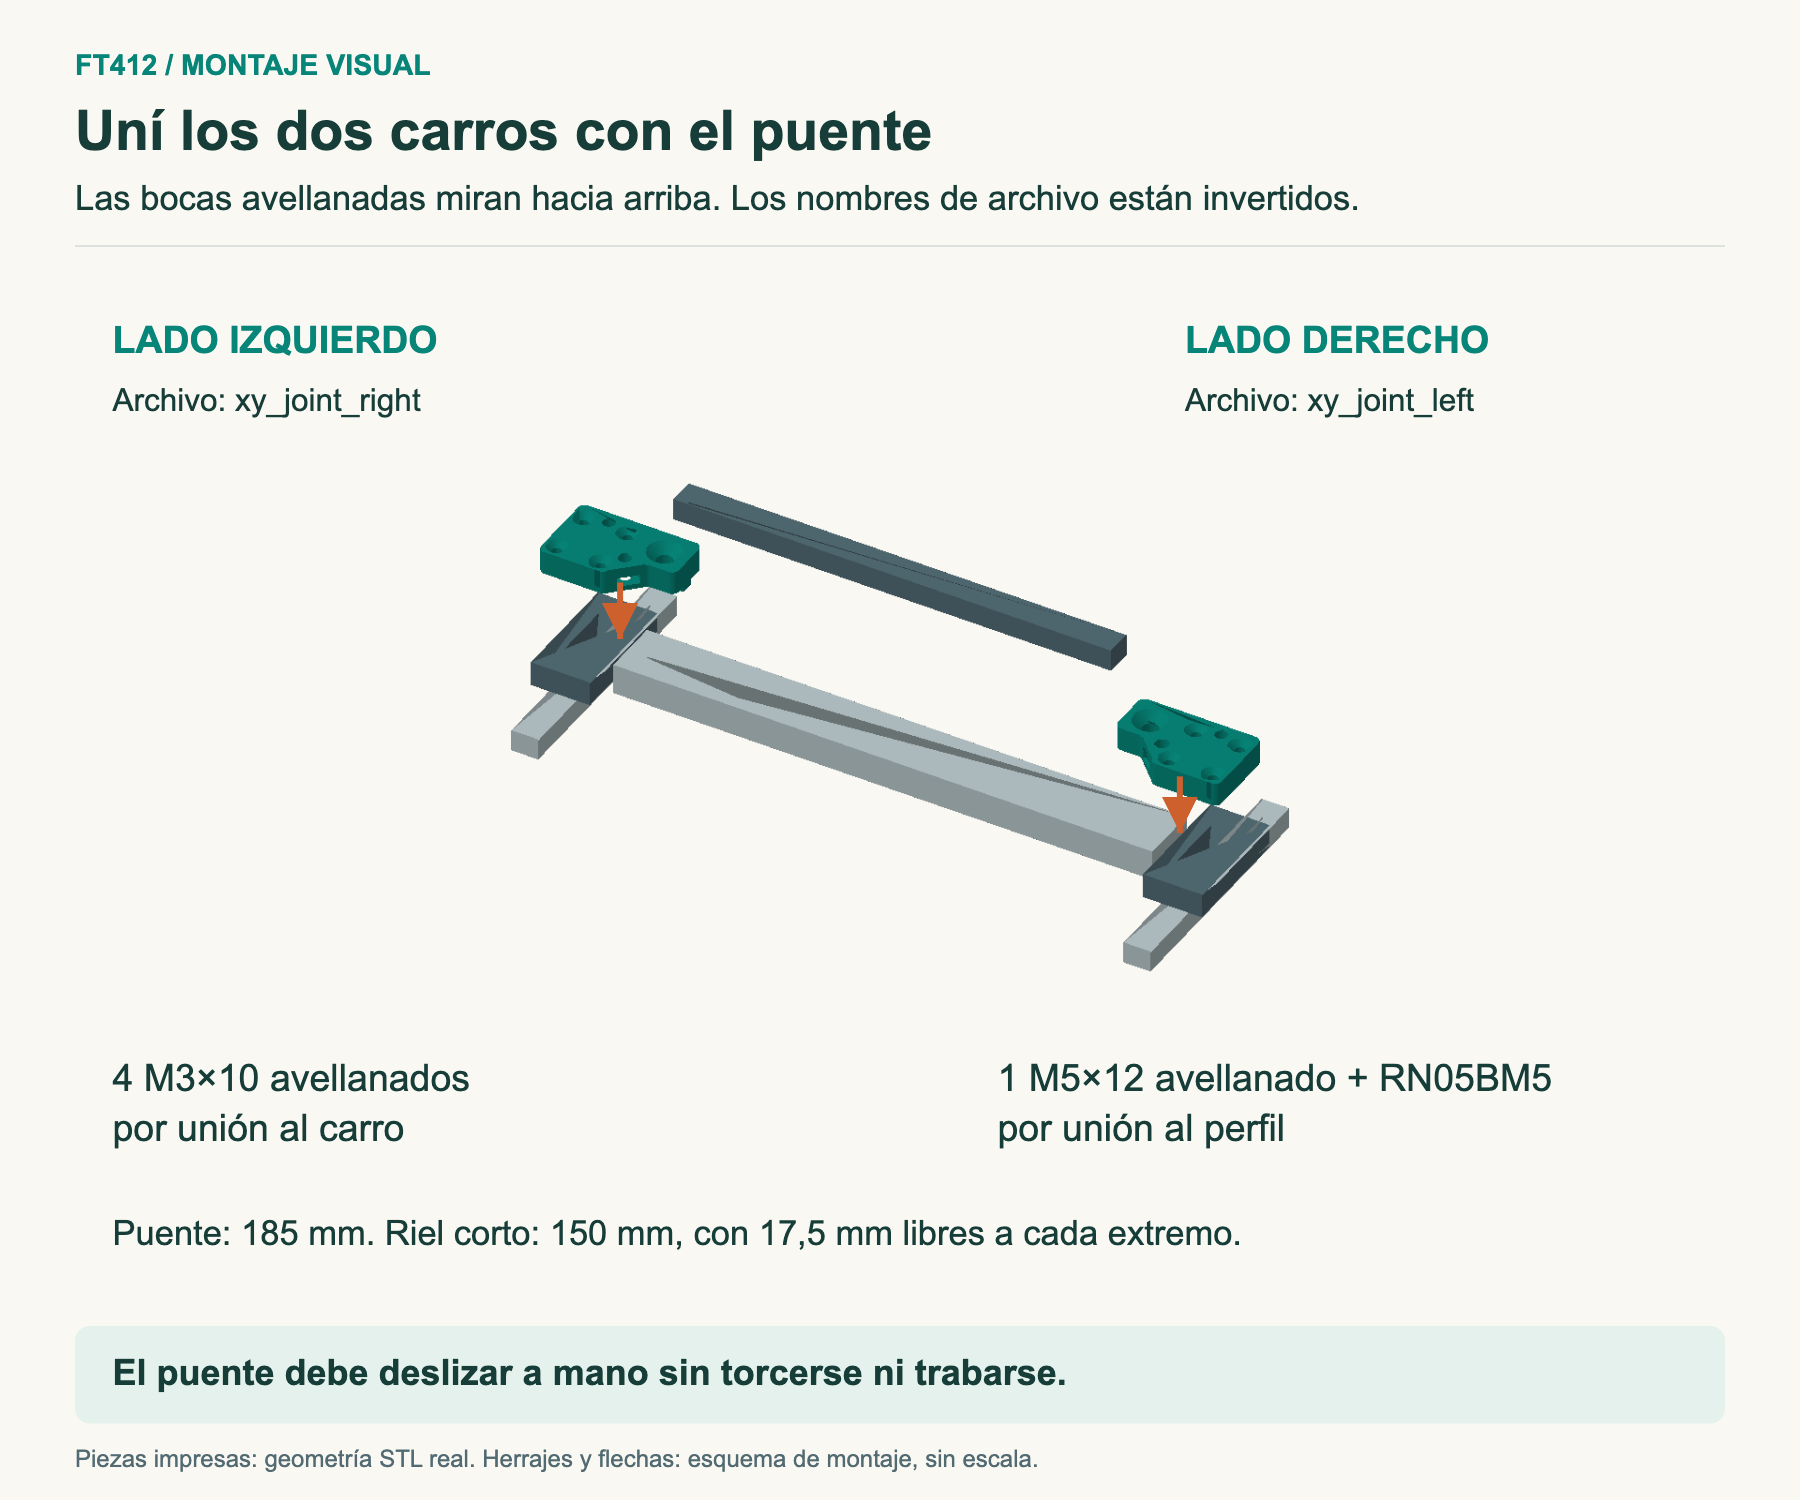 FT412 / MONTAJE VISUAL
Uní los dos carros con el puente
Las bocas avellanadas miran hacia arriba. Los nombres de archivo están invertidos.
LADO IZQUIERDO
Archivo: xy_joint_right
LADO DERECHO
Archivo: xy_joint_left
4 M3×10 avellanados
por unión al carro
1 M5×12 avellanado + RN05BM5
por unión al perfil
Puente: 185 mm. Riel corto: 150 mm, con 17,5 mm libres a cada extremo.
El puente debe deslizar a mano sin torcerse ni trabarse.
Piezas impresas: geometría STL real. Herrajes y flechas: esquema de montaje, sin escala.